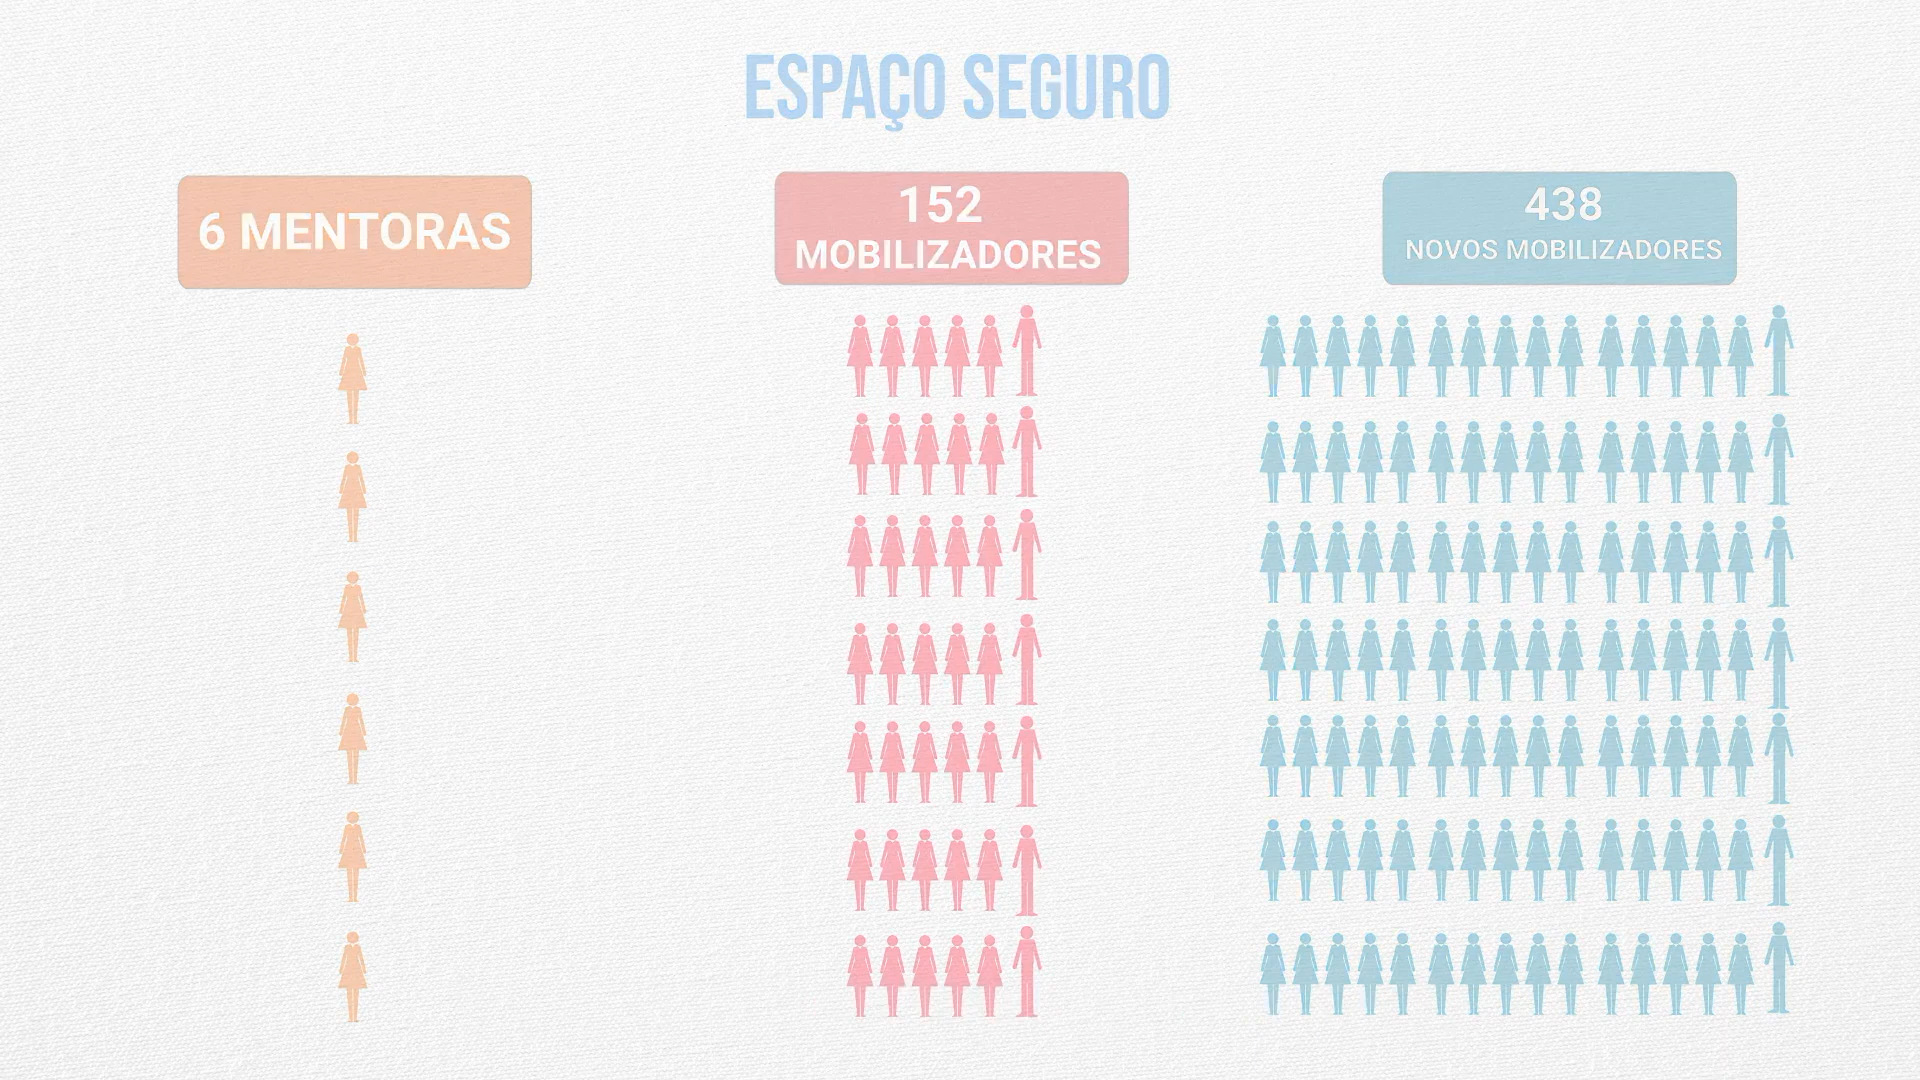 ESPAÇO SEGURO
6 MENTORAS
152
MOBILIZADORES
438
NOVOS MOBILIZADORES